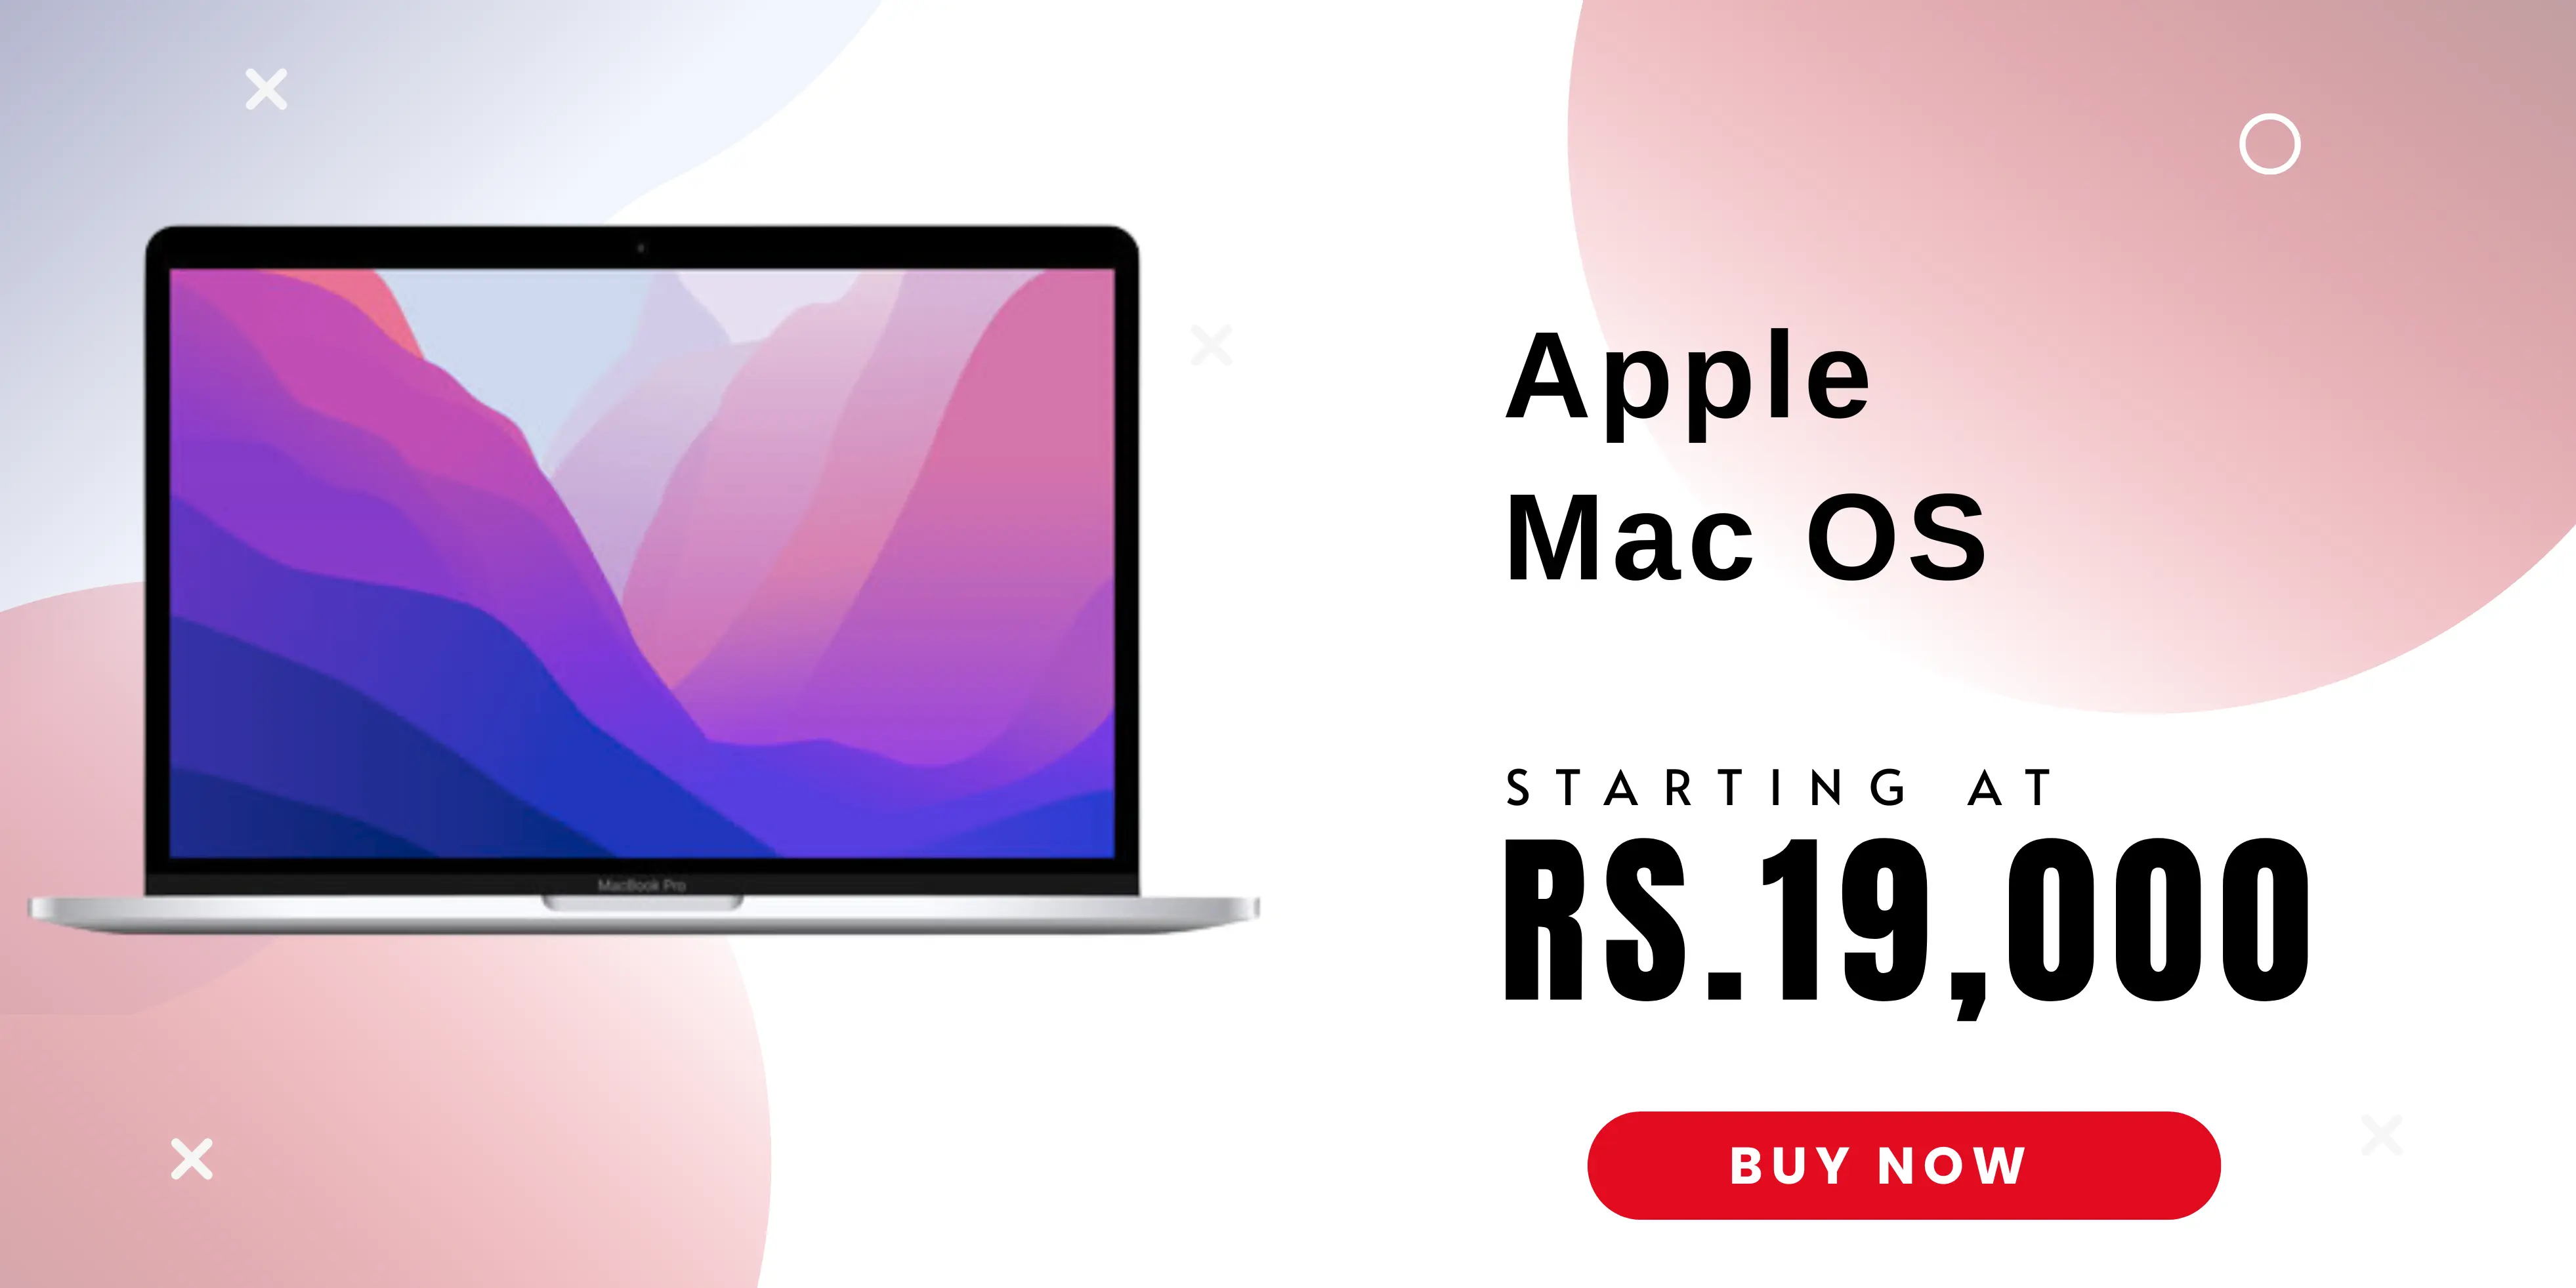 MacBook Pro
Apple
Mac OS
STARTING AT
RS.19,000
BUY NOW